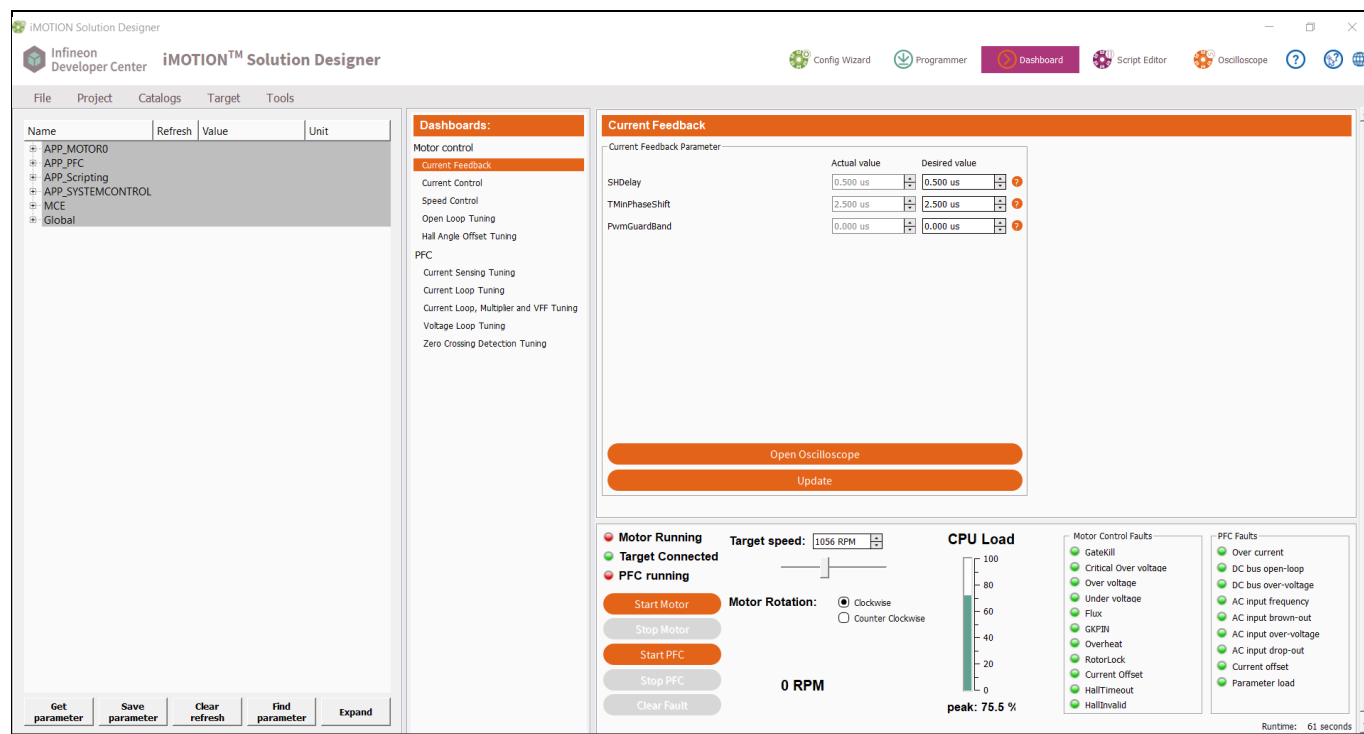 iMOTION Solution Designer
Infineon
Developer Center
iMOTION™ Solution Designer
Config Wizard
Programmer
Dashboard
Script Editor
Oscilloscope
?
?
File Project Catalogs Target Tools
Name Refresh Value Unit
APP_MOTOR0
APP_PFC
APP_Scripting
APP_SYSTEMCONTROL
MCE
Global
Get parameter
Save parameter
Clear refresh
Find parameter
Expand
Dashboards:
Motor control
Current Feedback
Current Control
Speed Control
Open Loop Tuning
Hall Angle Offset Tuning
PFC
Current Sensing Tuning
Current Loop Tuning
Current Loop, Multiplier and VFF Tuning
Voltage Loop Tuning
Zero Crossing Detection Tuning
Current Feedback
Current Feedback Parameter
Actual value Desired value
SHDelay 0.500 us 0.500 us ?
TMinPhaseShift 2.500 us 2.500 us ?
PwmGuardBand 0.000 us 0.000 us ?
Open Oscilloscope
Update
Motor Running
Target Connected
PFC running
Start Motor
Stop Motor
Start PFC
Stop PFC
Clear Fault
Target speed: 1056 RPM
Motor Rotation: Clockwise
Counter Clockwise
0 RPM
CPU Load
100
80
60
40
20
0
peak: 75.5 %
Motor Control Faults
GateKill
Critical Over voltage
Over voltage
Under voltage
Flux
GKPIN
Overheat
RotorLock
Current Offset
HallTimeout
HallInvalid
PFC Faults
Over current
DC bus open-loop
DC bus over-voltage
AC input frequency
AC input brown-out
AC input over-voltage
AC input drop-out
Current offset
Parameter load
Runtime: 61 seconds